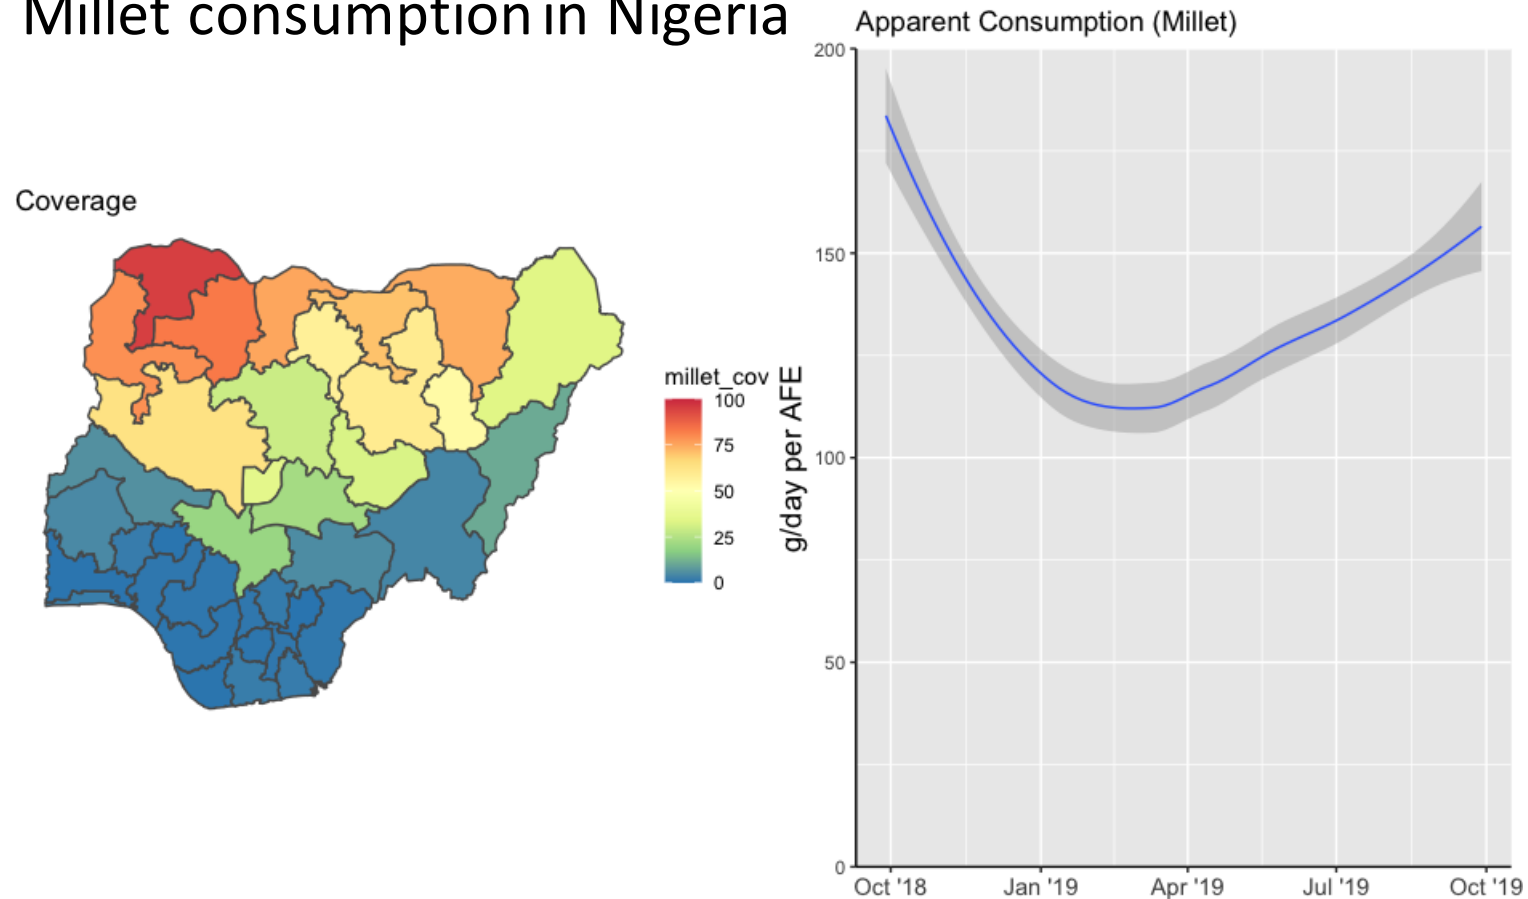 Millet consumption in Nigeria
Coverage
millet_cov
100
75
50
25
0
Apparent Consumption (Millet)
g/day per AFE
200
150
100
50
0
Oct '18
Jan '19
Apr '19
Jul '19
Oct '19